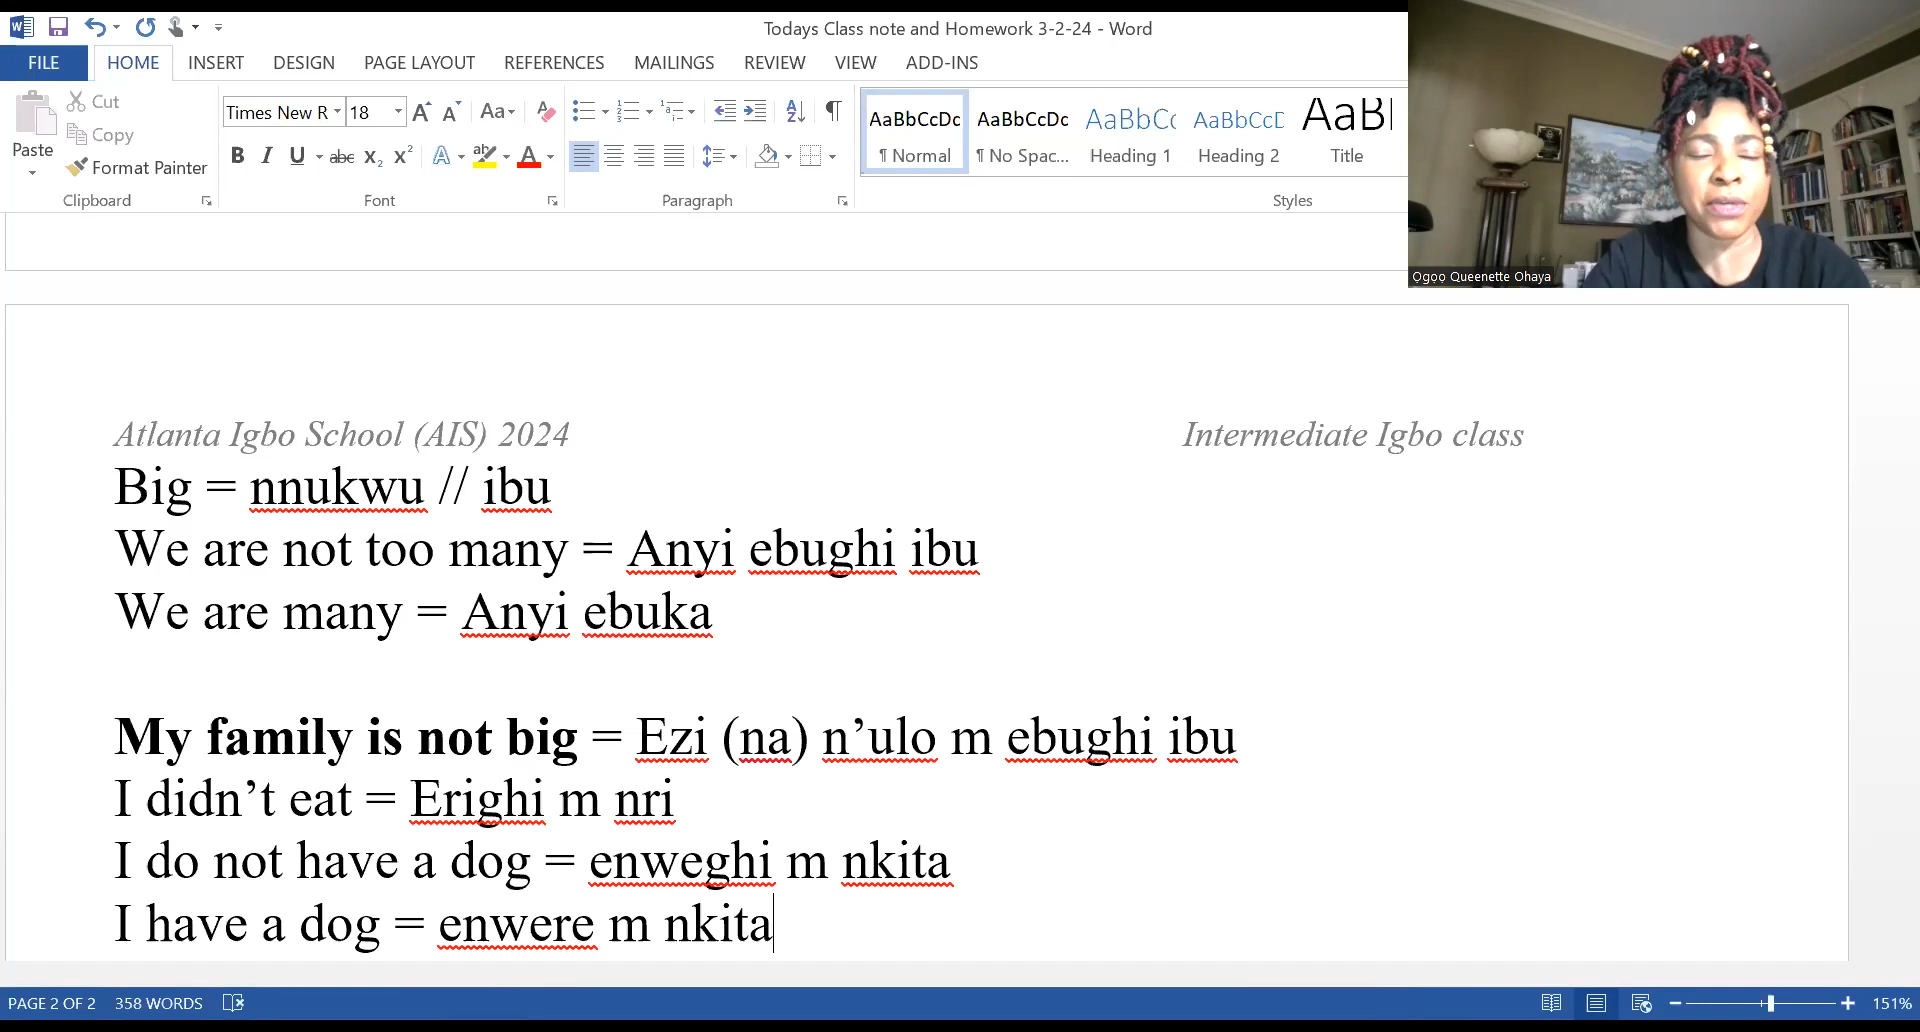 Todays Class note and Homework 3-2-24 - Word
FILE HOME INSERT DESIGN PAGE LAYOUT REFERENCES MAILINGS REVIEW VIEW ADD-INS
Cut
Copy
Paste
Format Painter
Clipboard
Times New R 18
Font
Paragraph
AaBbCcDc AaBbCcDc AaBbCc AaBbCcD AaBl
¶ Normal ¶ No Spac... Heading 1 Heading 2 Title
Styles
Ọgọọ Queenette Ohaya
Atlanta Igbo School (AIS) 2024 Intermediate Igbo class
Big = nnukwu // ibu
We are not too many = Anyi ebughi ibu
We are many = Anyi ebuka
My family is not big = Ezi (na) n’ulo m ebughi ibu
I didn’t eat = Erighi m nri
I do not have a dog = enweghi m nkita
I have a dog = enwere m nkita
PAGE 2 OF 2 358 WORDS 151%